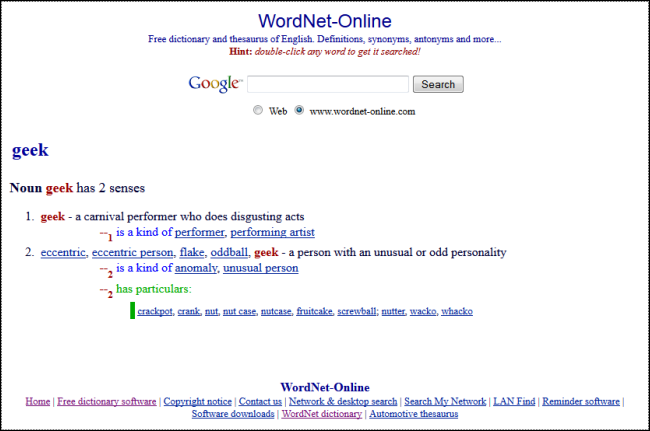 WordNet-Online
Free dictionary and thesaurus of English. Definitions, synonyms, antonyms and more...
Hint: double-click any word to get it searched!
Google™ Search
Web www.wordnet-online.com
geek
Noun geek has 2 senses
1. geek - a carnival performer who does disgusting acts
--1 is a kind of performer, performing artist
2. eccentric, eccentric person, flake, oddball, geek - a person with an unusual or odd personality
--2 is a kind of anomaly, unusual person
--2 has particulars:
crackpot, crank, nut, nut case, nutcase, fruitcake, screwball; nutter, wacko, whacko
WordNet-Online
Home | Free dictionary software | Copyright notice | Contact us | Network & desktop search | Search My Network | LAN Find | Reminder software |
Software downloads | WordNet dictionary | Automotive thesaurus